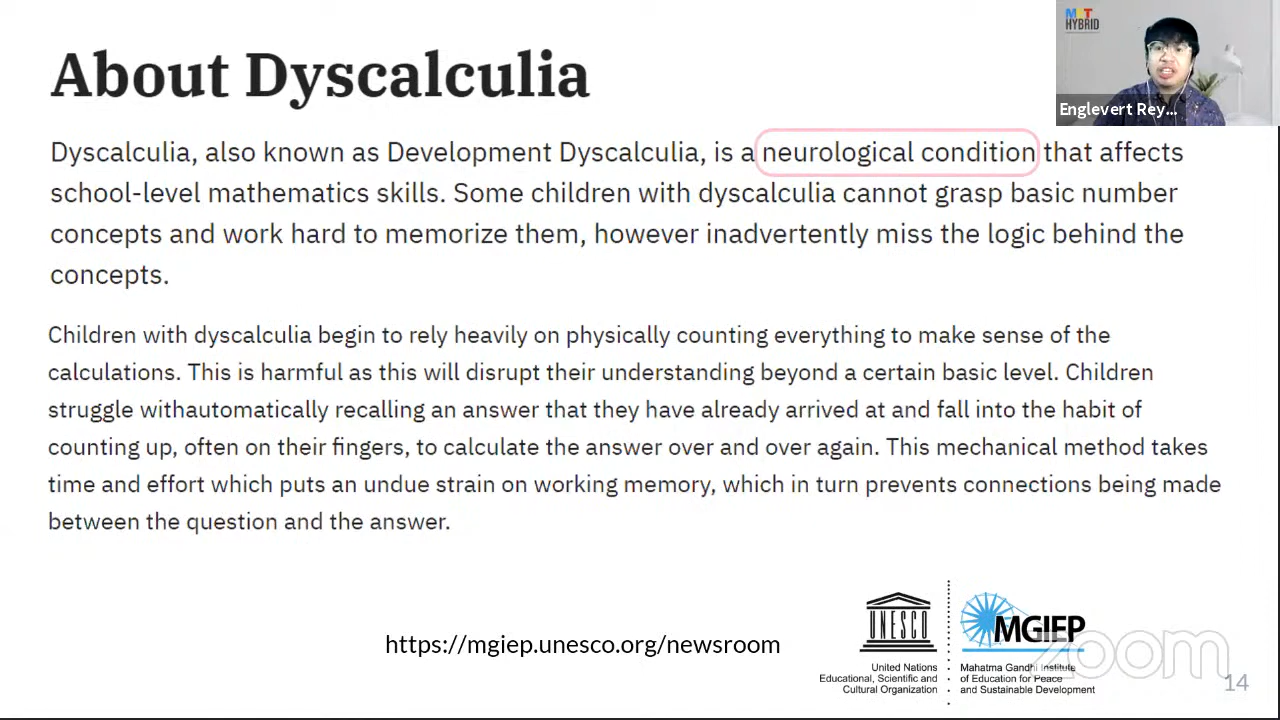 About Dyscalculia
MIT
HYBRID
Englevert Rey...
Dyscalculia, also known as Development Dyscalculia, is a neurological condition that affects
school-level mathematics skills. Some children with dyscalculia cannot grasp basic number
concepts and work hard to memorize them, however inadvertently miss the logic behind the
concepts.
Children with dyscalculia begin to rely heavily on physically counting everything to make sense of the
calculations. This is harmful as this will disrupt their understanding beyond a certain basic level. Children
struggle withautomatically recalling an answer that they have already arrived at and fall into the habit of
counting up, often on their fingers, to calculate the answer over and over again. This mechanical method takes
time and effort which puts an undue strain on working memory, which in turn prevents connections being made
between the question and the answer.
https://mgiep.unesco.org/newsroom
UNESCO
United Nations
Educational, Scientific and
Cultural Organization
MGIEP
Mahatma Gandhi Institute
of Education for Peace
and Sustainable Development
zoom
14